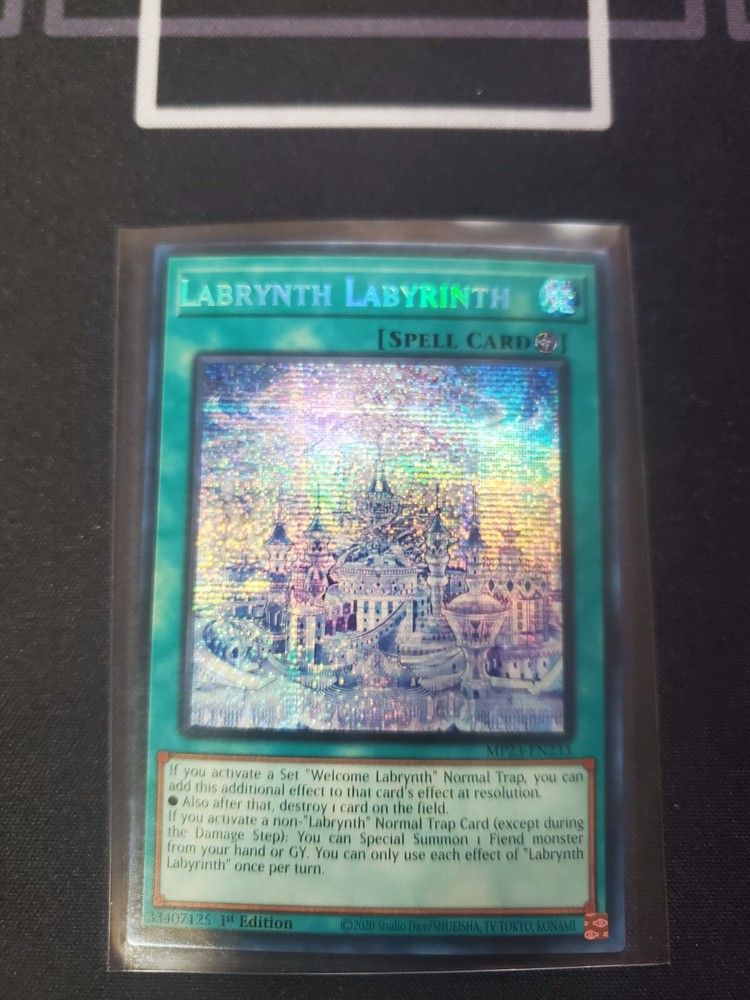 LABRYNTH LABYRINTH
[SPELL CARD ]
MP23-EN233
If you activate a Set "Welcome Labrynth" Normal Trap, you can
add this additional effect to that card's effect at resolution.
● Also after that, destroy 1 card on the field.
If you activate a non-"Labrynth" Normal Trap Card (except during
the Damage Step): You can Special Summon 1 Fiend monster
from your hand or GY. You can only use each effect of "Labrynth
Labyrinth" once per turn.
33407125 1st Edition ©2020 Studio Dice/SHUEISHA, TV TOKYO, KONAMI